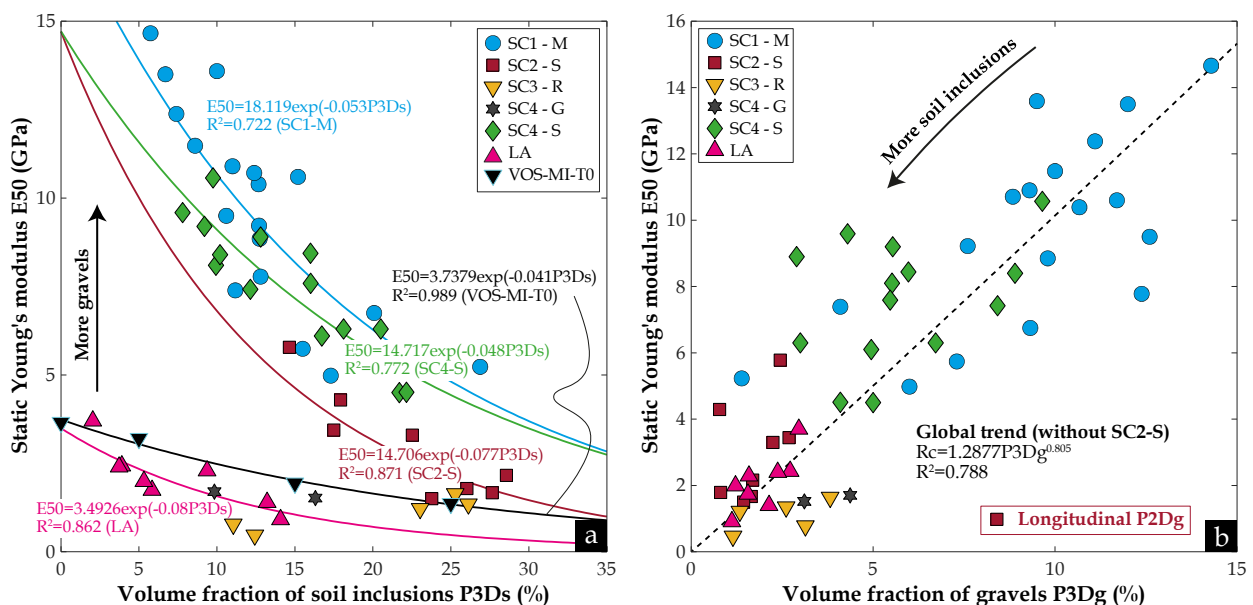 Static Young's modulus E50 (GPa)
15
10
5
0
0
5
10
15
20
25
30
35
Volume fraction of soil inclusions P3Ds (%)
More gravels
E50=18.119exp(-0.053P3Ds)
R²=0.722 (SC1-M)
SC1 - M
SC2 - S
SC3 - R
SC4 - G
SC4 - S
LA
VOS-MI-T0
E50=3.7379exp(-0.041P3Ds)
R²=0.989 (VOS-MI-T0)
E50=14.717exp(-0.048P3Ds)
R²=0.772 (SC4-S)
E50=14.706exp(-0.077P3Ds)
R²=0.871 (SC2-S)
E50=3.4926exp(-0.08P3Ds)
R²=0.862 (LA)
a
Static Young's modulus E50 (GPa)
16
14
12
10
8
6
4
2
0
0
5
10
15
Volume fraction of gravels P3Dg (%)
SC1 - M
SC2 - S
SC3 - R
SC4 - G
SC4 - S
LA
More soil inclusions
Global trend (without SC2-S)
Rc=1.2877P3Dg^0.805
R²=0.788
Longitudinal P2Dg
b